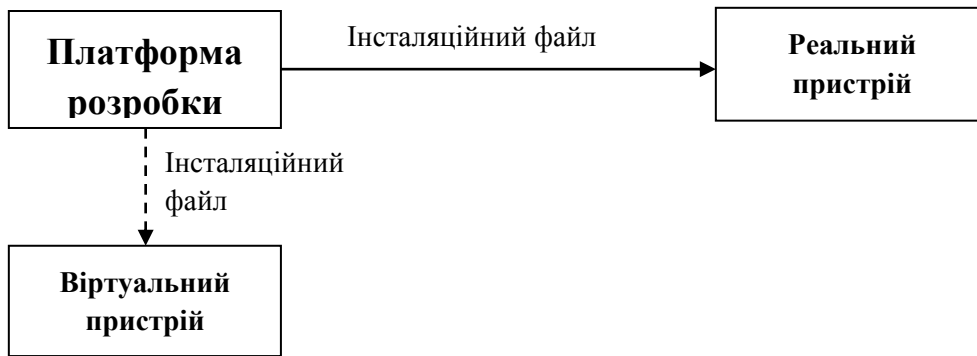 Платформа
розробки
Інсталяційний файл
Реальний
пристрій
Інсталяційний
файл
Віртуальний
пристрій